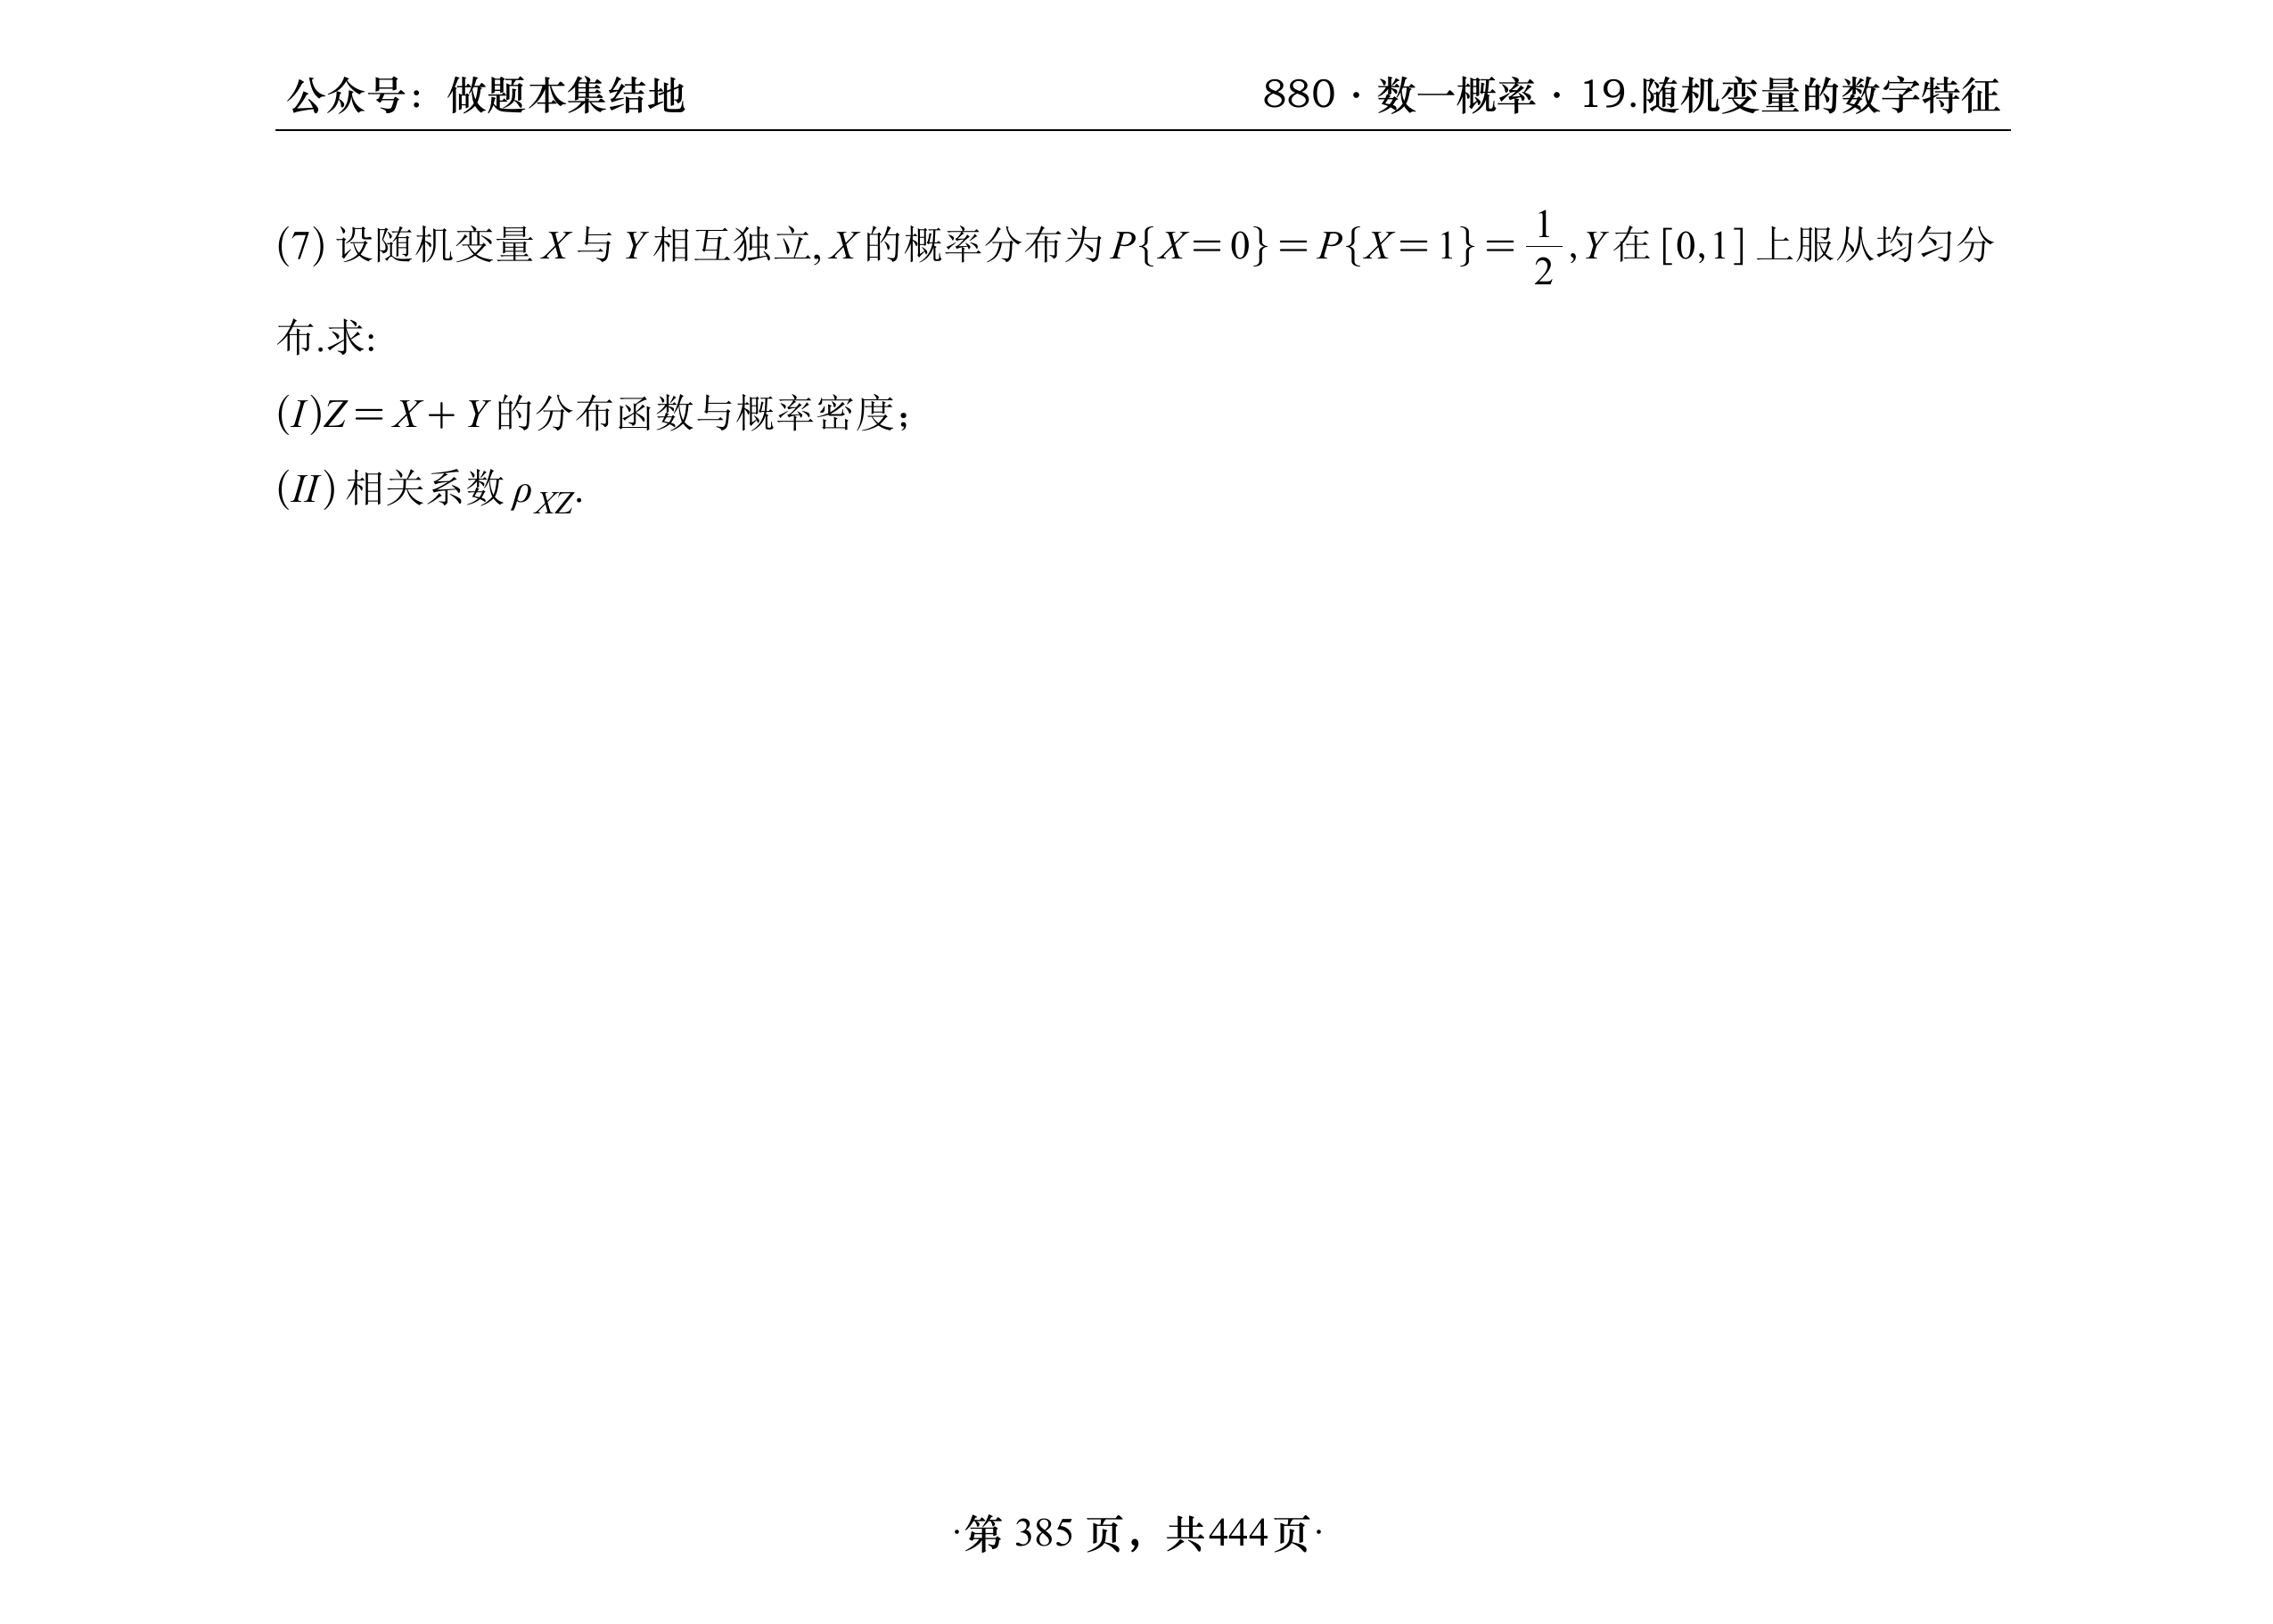 公众号：做题本集结地
880·数一概率·19.随机变量的数字特征
(7) 设随机变量 X 与 Y 相互独立, X 的概率分布为 P{X=0}=P{X=1}=1/2, Y 在 [0,1] 上服从均匀分
布.求:
(I)Z=X+Y 的分布函数与概率密度；
(II) 相关系数 ρ_XZ.
·第 385 页，共444页·